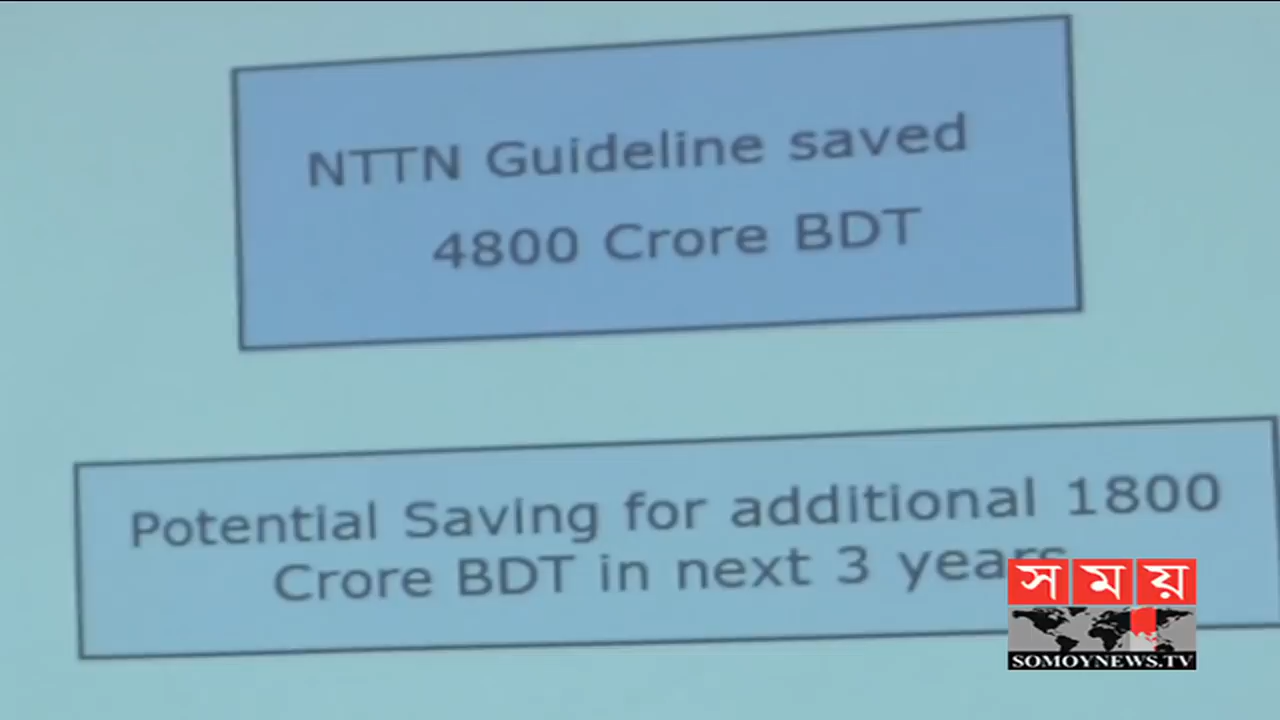 NTTN Guideline saved
4800 Crore BDT
Potential Saving for additional 1800
Crore BDT in next 3 years
সময়
SOMOYNEWS.TV